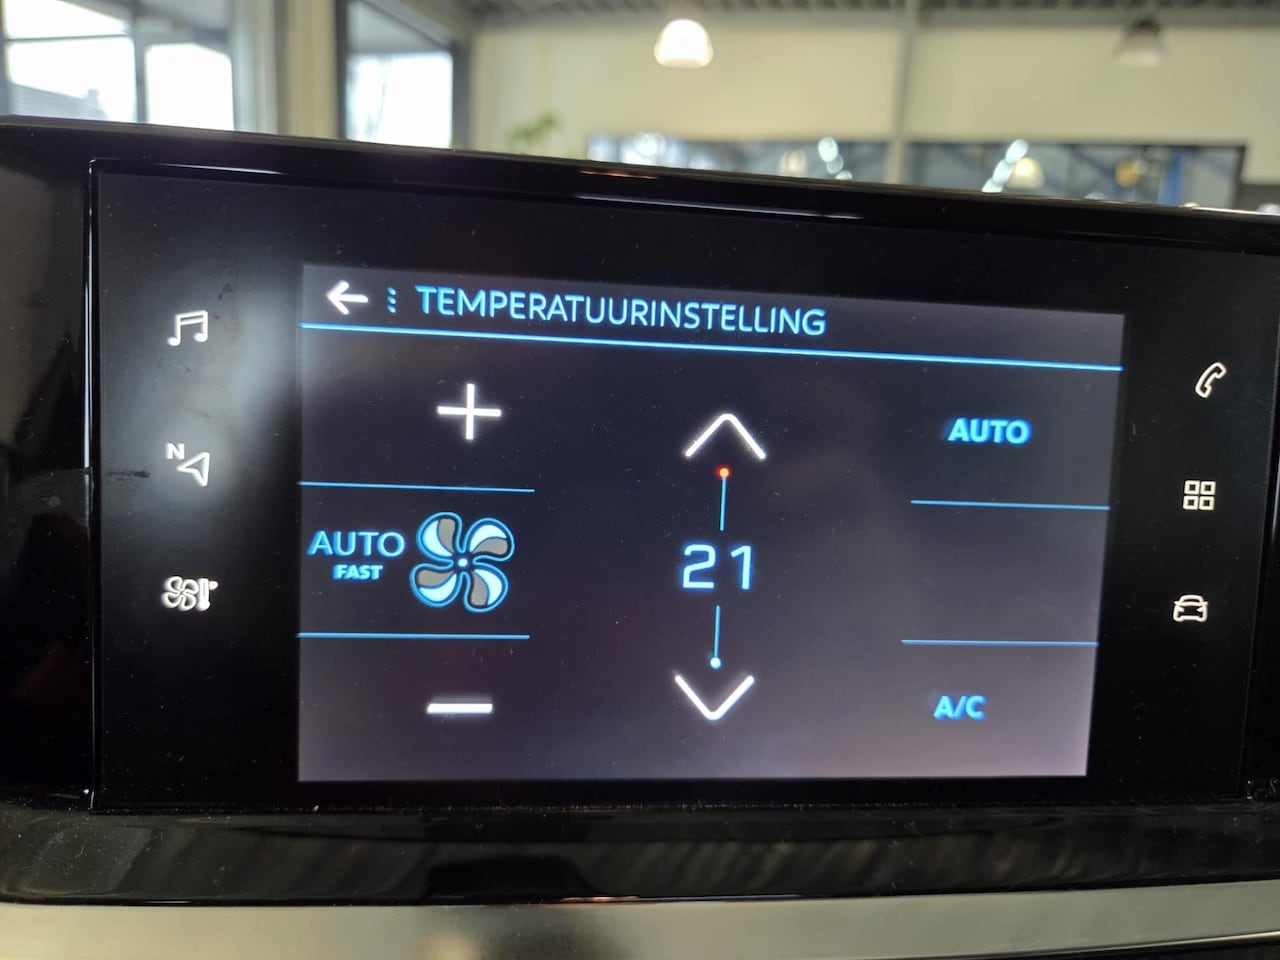 TEMPERATUURINSTELLING
AUTO
N
AUTO
FAST
21
A/C